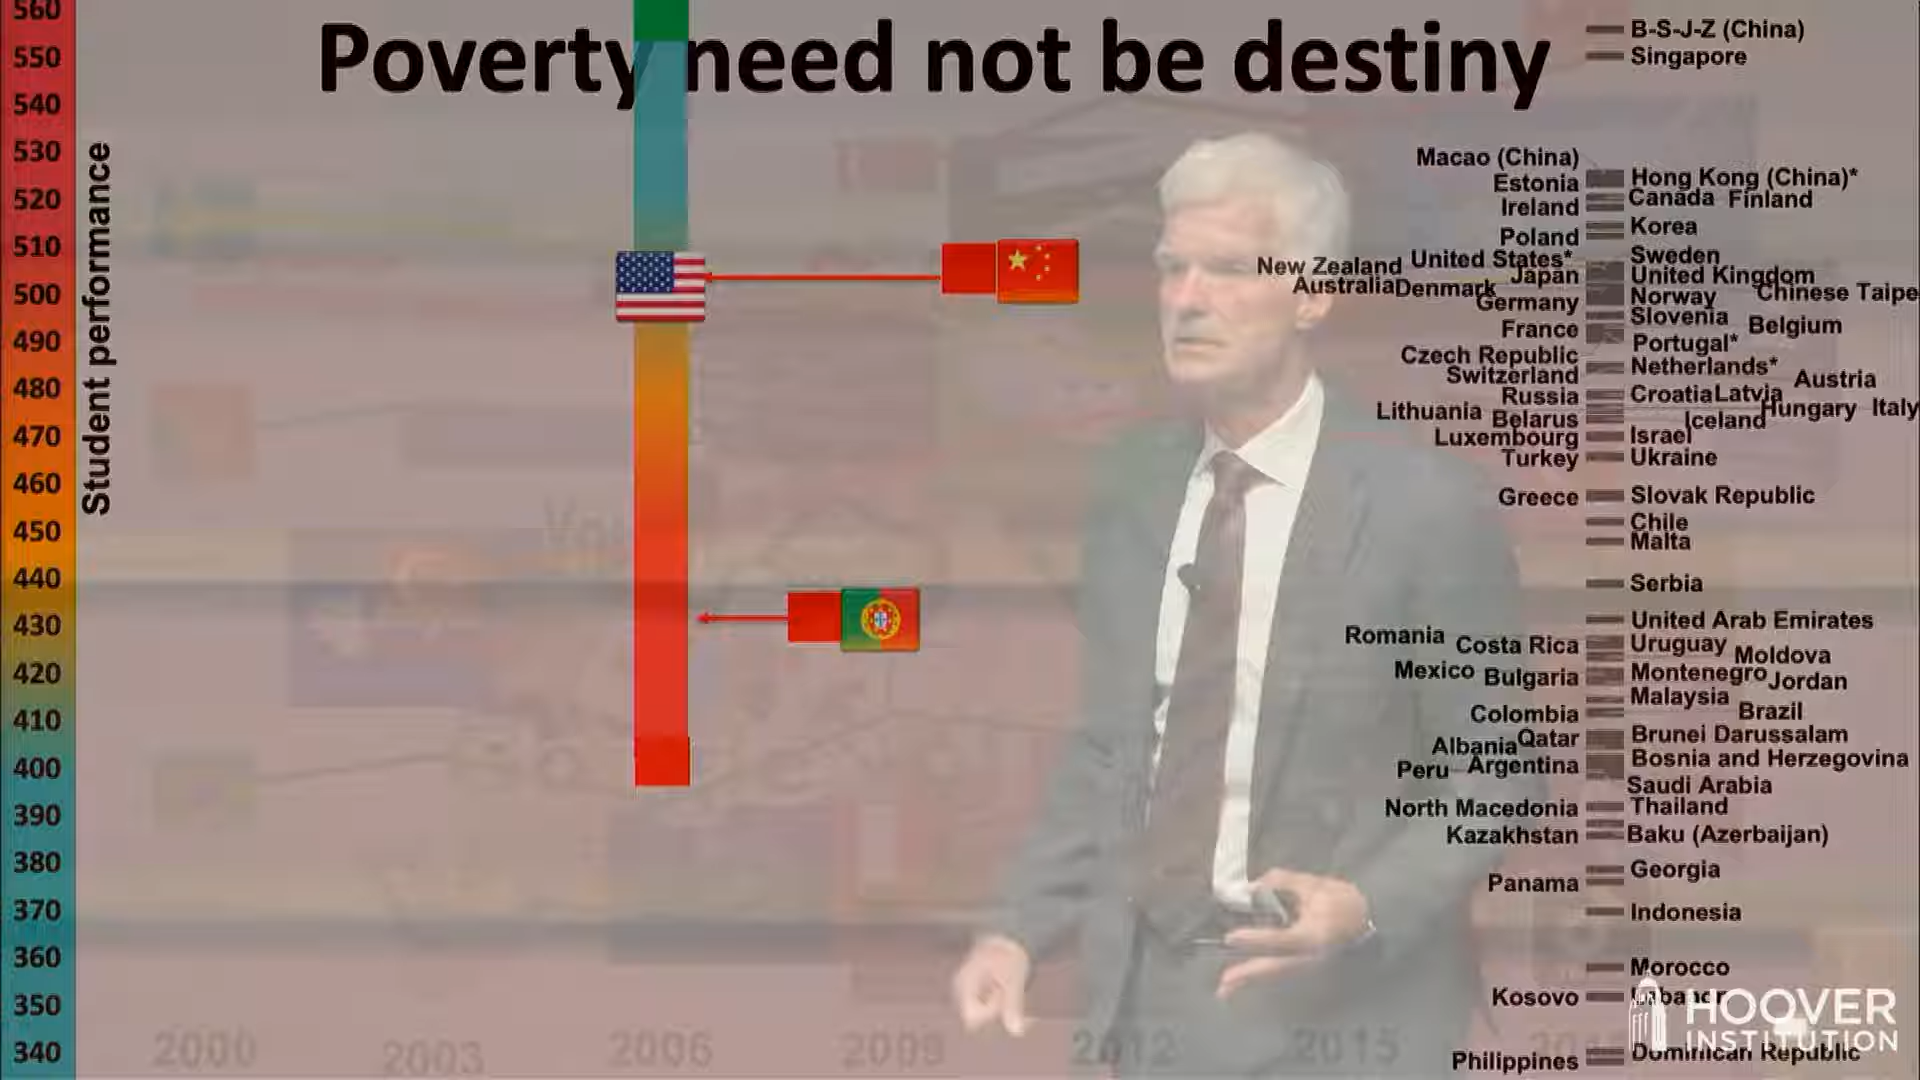 Poverty need not be destiny
560
550
540
530
520
510
500
490
480
470
460
450
440
430
420
410
400
390
380
370
360
350
340
Student performance
B-S-J-Z (China)
Singapore
Macao (China)
Hong Kong (China)*
Estonia
Canada Finland
Ireland
Korea
Poland
Sweden
New Zealand United States*
Japan United Kingdom
Australia Denmark
Norway Chinese Taipe
Germany
Slovenia
Belgium
France
Portugal*
Czech Republic
Netherlands*
Switzerland
Austria
Russia
Croatia Latvia
Lithuania
Hungary Italy
Belarus
Iceland
Luxembourg
Israel
Turkey
Ukraine
Greece
Slovak Republic
Chile
Malta
Serbia
United Arab Emirates
Romania
Costa Rica
Uruguay
Moldova
Mexico
Bulgaria
Montenegro
Jordan
Malaysia
Colombia
Brazil
Albania
Qatar
Brunei Darussalam
Peru
Argentina
Bosnia and Herzegovina
Saudi Arabia
North Macedonia
Thailand
Kazakhstan
Baku (Azerbaijan)
Georgia
Panama
Indonesia
Morocco
Kosovo
Philippines
Dominican Republic
2000
2003
2006
2009
2012
2015
HOOVER
INSTITUTION